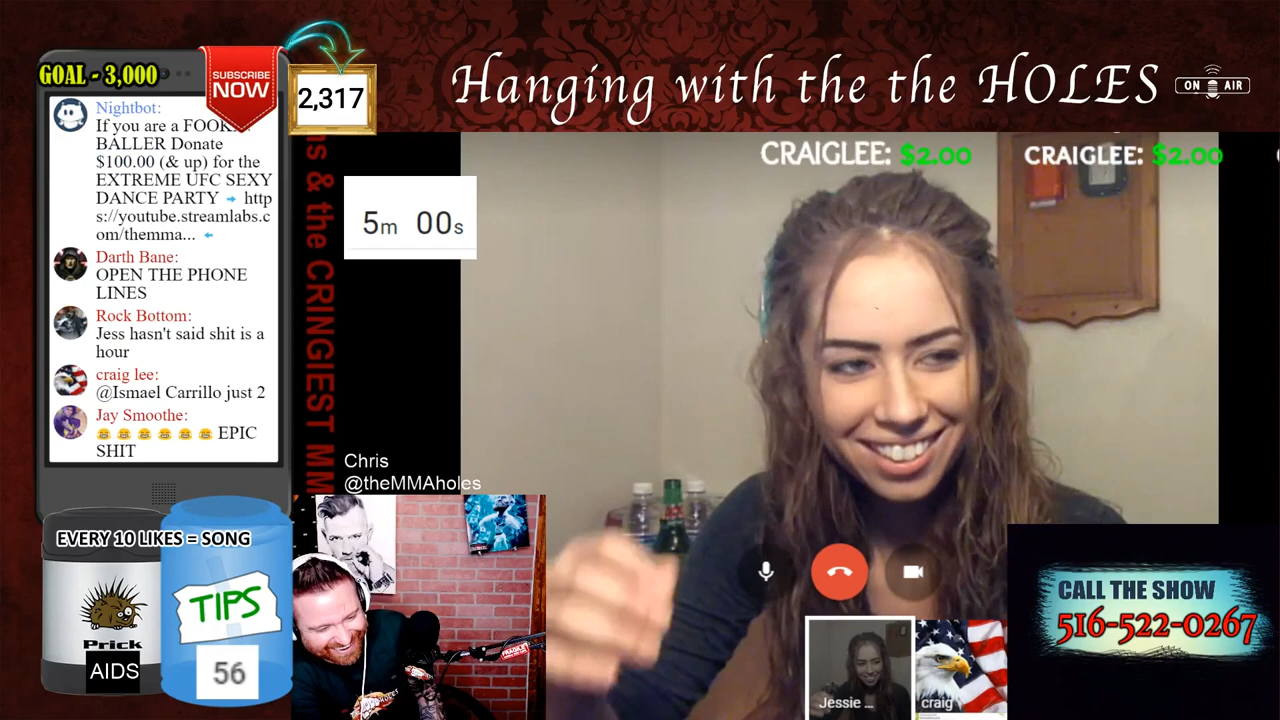 GOAL - 3,000
SUBSCRIBE
NOW
2,317
Hanging with the the HOLES
ON AIR
Nightbot:
If you are a FOOK
BALLER Donate
$100.00 (& up) for the
EXTREME UFC SEXY
DANCE PARTY http
s://youtube.streamlabs.c
om/themma...
Darth Bane:
OPEN THE PHONE
LINES
Rock Bottom:
Jess hasn't said shit is a
hour
craig lee:
@Ismael Carrillo just 2
Jay Smoothe:
😂 😂 😂 😂 😂 😂 EPIC
SHIT
& the CRINGIEST MM
CRAIGLEE: $2.00
CRAIGLEE: $2.00
5m 00s
Chris
@theMMAholes
EVERY 10 LIKES = SONG
Prick
AIDS
TIPS
56
Jessie ...
craig
CALL THE SHOW
516-522-0267